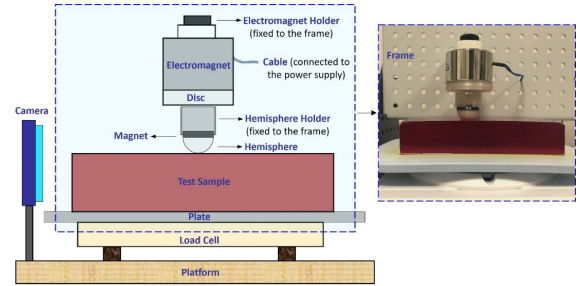 Electromagnet Holder
(fixed to the frame)
Electromagnet
Cable (connected to
the power supply)
Disc
Camera
Hemisphere Holder
(fixed to the frame)
Magnet
Hemisphere
Test Sample
Plate
Load Cell
Platform
Frame